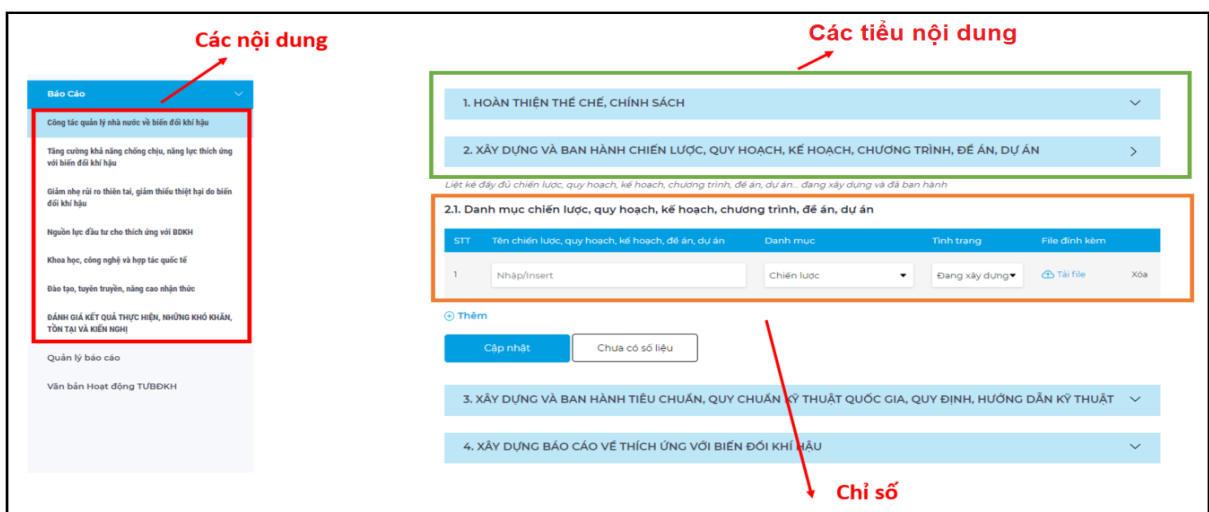 Các nội dung
Các tiểu nội dung
Báo Cáo
Công tác quản lý nhà nước về biến đổi khí hậu
Tăng cường khả năng chống chịu, năng lực thích ứng
với biến đổi khí hậu
Giảm nhẹ rủi ro thiên tai, giảm thiểu thiệt hại do biến
đổi khí hậu
Nguồn lực đầu tư cho thích ứng với BĐKH
Khoa học, công nghệ và hợp tác quốc tế
Đào tạo, tuyên truyền, nâng cao nhận thức
ĐÁNH GIÁ KẾT QUẢ THỰC HIỆN, NHỮNG KHÓ KHĂN,
TỒN TẠI VÀ KIẾN NGHỊ
Quản lý báo cáo
Văn bản Hoạt động TƯBĐKH
1. HOÀN THIỆN THỂ CHẾ, CHÍNH SÁCH
2. XÂY DỰNG VÀ BAN HÀNH CHIẾN LƯỢC, QUY HOẠCH, KẾ HOẠCH, CHƯƠNG TRÌNH, ĐỀ ÁN, DỰ ÁN
Liệt kê đầy đủ chiến lược, quy hoạch, kế hoạch, chương trình, đề án, dự án... đang xây dựng và đã ban hành
2.1. Danh mục chiến lược, quy hoạch, kế hoạch, chương trình, đề án, dự án
STT Tên chiến lược, quy hoạch, kế hoạch, đề án, dự án Danh mục Tình trạng File đính kèm
1 Nhập/Insert Chiến lược Đang xây dựng Tải file Xóa
Thêm
Cập nhật Chưa có số liệu
3. XÂY DỰNG VÀ BAN HÀNH TIÊU CHUẨN, QUY CHUẨN KỸ THUẬT QUỐC GIA, QUY ĐỊNH, HƯỚNG DẪN KỸ THUẬT
4. XÂY DỰNG BÁO CÁO VỀ THÍCH ỨNG VỚI BIẾN ĐỔI KHÍ HẬU
Chỉ số